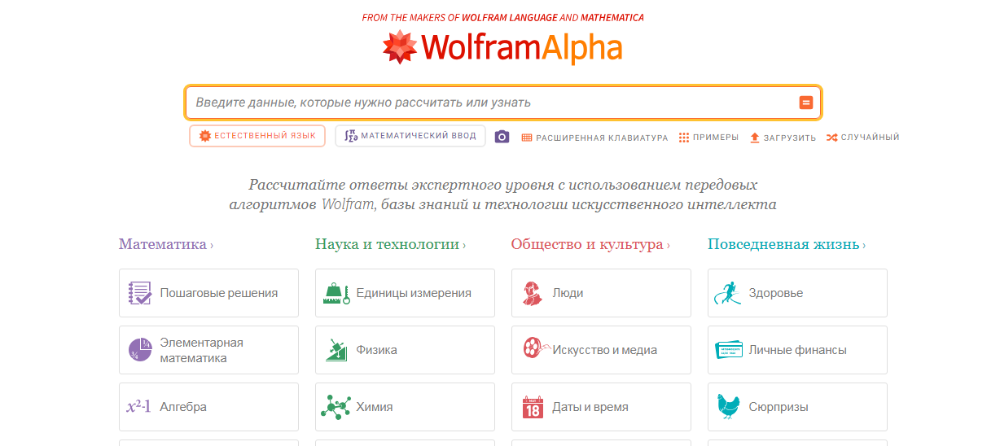 FROM THE MAKERS OF WOLFRAM LANGUAGE AND MATHEMATICA
WolframAlpha
Введите данные, которые нужно рассчитать или узнать
ЕСТЕСТВЕННЫЙ ЯЗЫК
МАТЕМАТИЧЕСКИЙ ВВОД
РАСШИРЕННАЯ КЛАВИАТУРА
ПРИМЕРЫ
ЗАГРУЗИТЬ
СЛУЧАЙНЫЙ
Рассчитайте ответы экспертного уровня с использованием передовых
алгоритмов Wolfram, базы знаний и технологии искусственного интеллекта
Математика ›
Наука и технологии ›
Общество и культура ›
Повседневная жизнь ›
Пошаговые решения
Единицы измерения
Люди
Здоровье
Элементарная
математика
Физика
Искусство и медиа
Личные финансы
x²-1 Алгебра
Химия
18 Даты и время
Сюрпризы